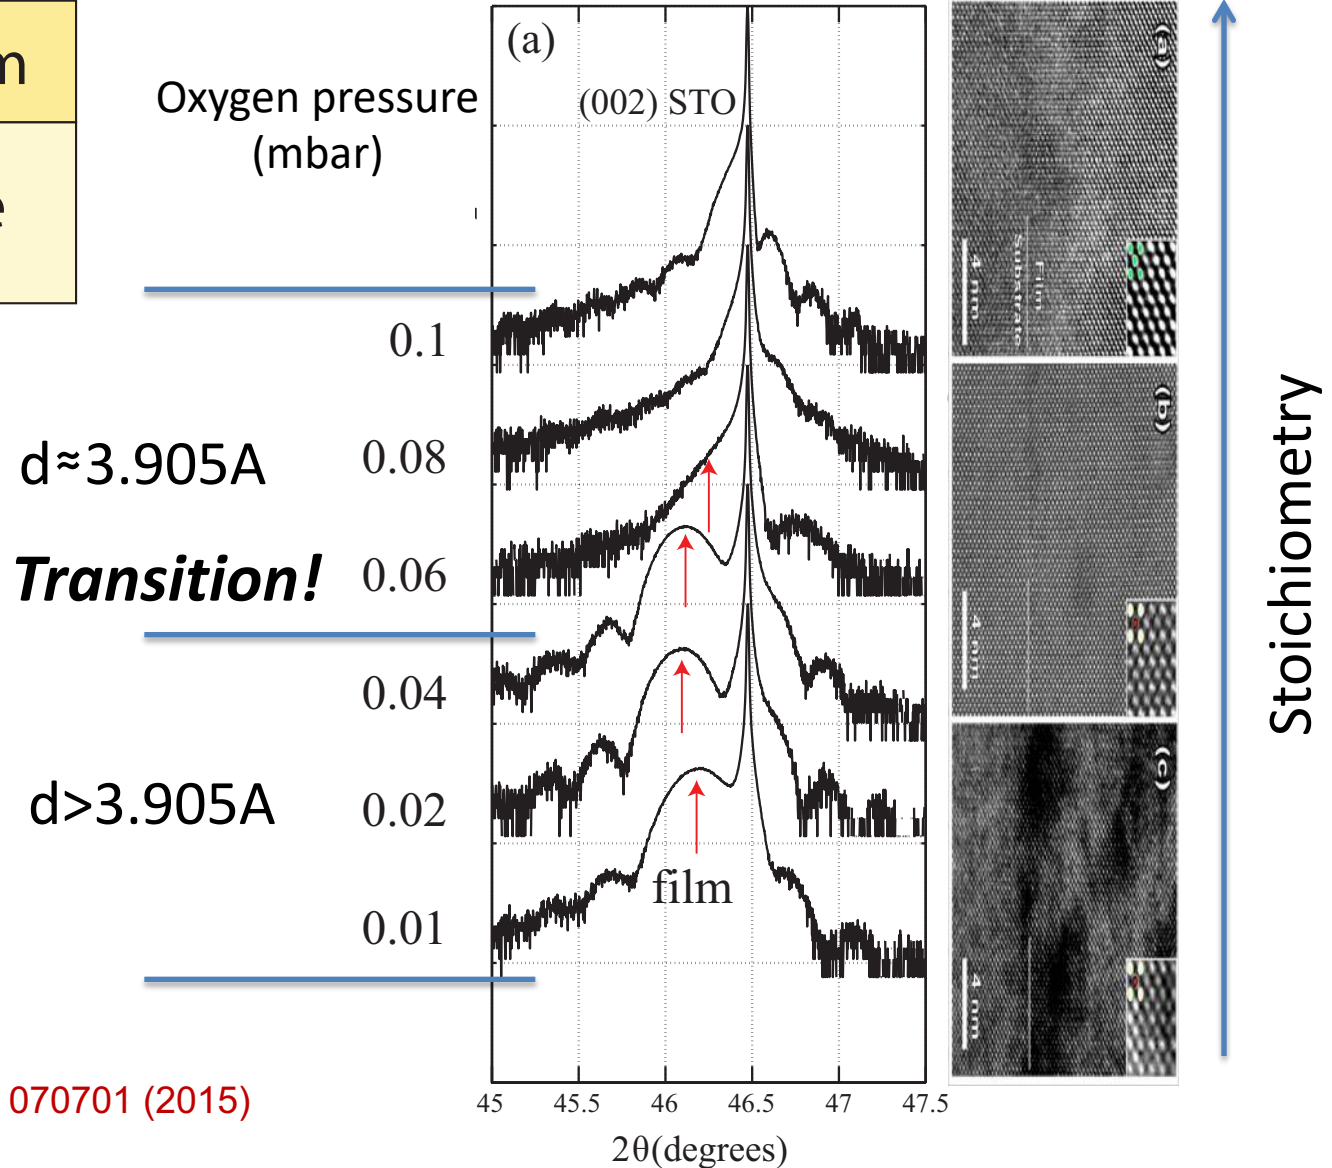 m
e
Oxygen pressure
(mbar)
(a)
(002) STO
0.1
0.08
0.06
0.04
0.02
0.01
d≈3.905A
Transition!
d>3.905A
film
070701 (2015)
45 45.5 46 46.5 47 47.5
2θ(degrees)
(a)
Film
Substrate
4 nm
(b)
4 nm
(c)
4 nm
Stoichiometry